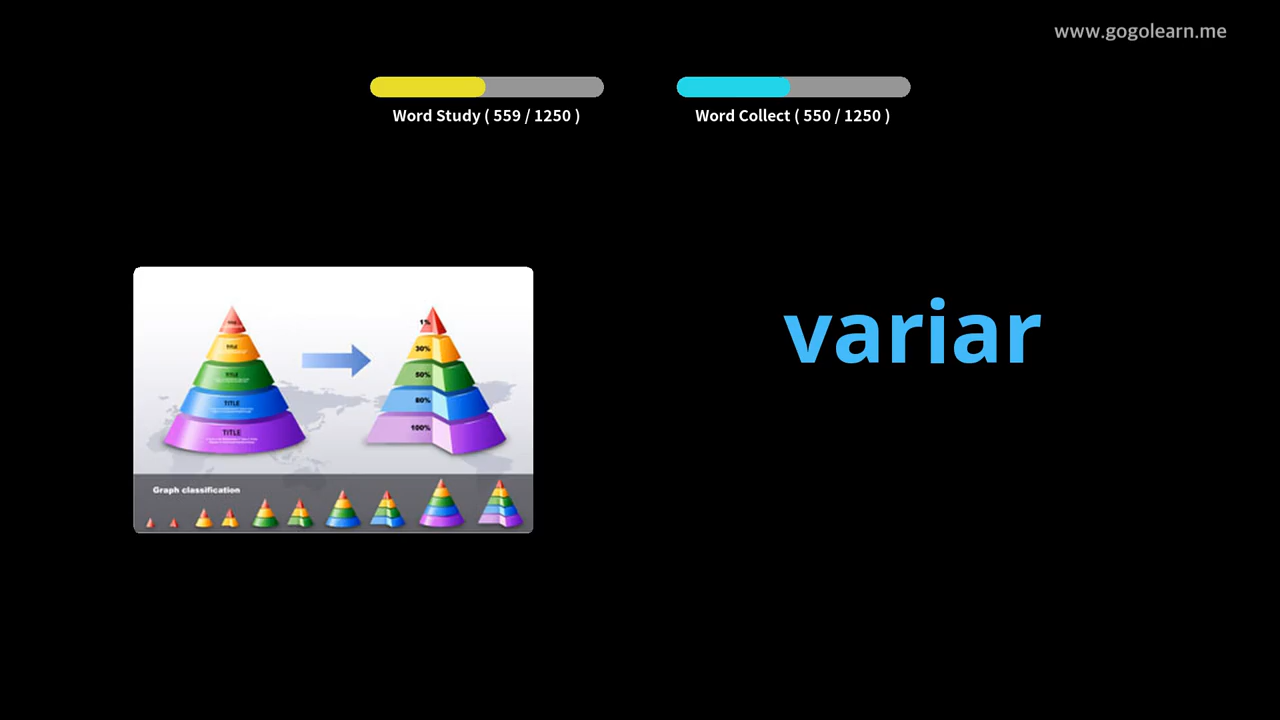 www.gogolearn.me
Word Study ( 559 / 1250 )
Word Collect ( 550 / 1250 )
variar
TITLE
TITLE
TITLE
TITLE
1%
30%
50%
80%
100%
Graph classification